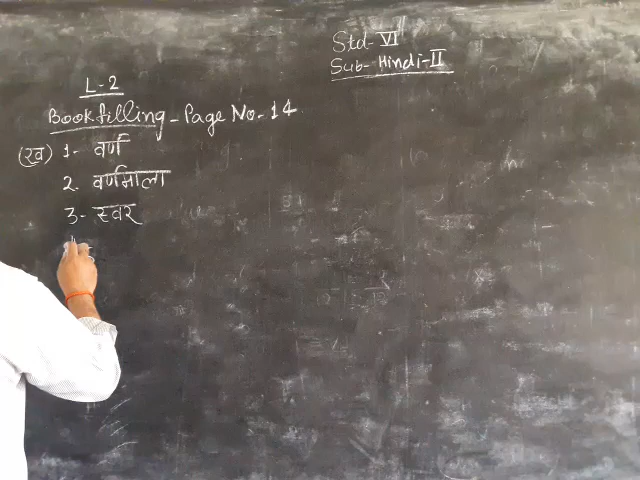 Std-VI
Sub-Hindi-II
L-2
Bookfilling-Page No.-14
(ख) 1- वर्ण
2. वर्णमाला
3- स्वर